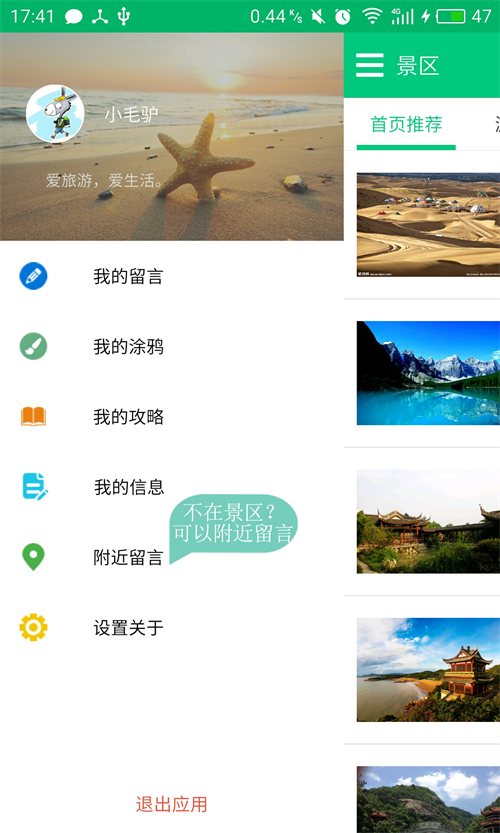 17:41
0.44 K/s
4G
47
小毛驴
爱旅游，爱生活。
景区
首页推荐
我的留言
我的涂鸦
我的攻略
我的信息
不在景区？
可以附近留言
附近留言
设置关于
退出应用